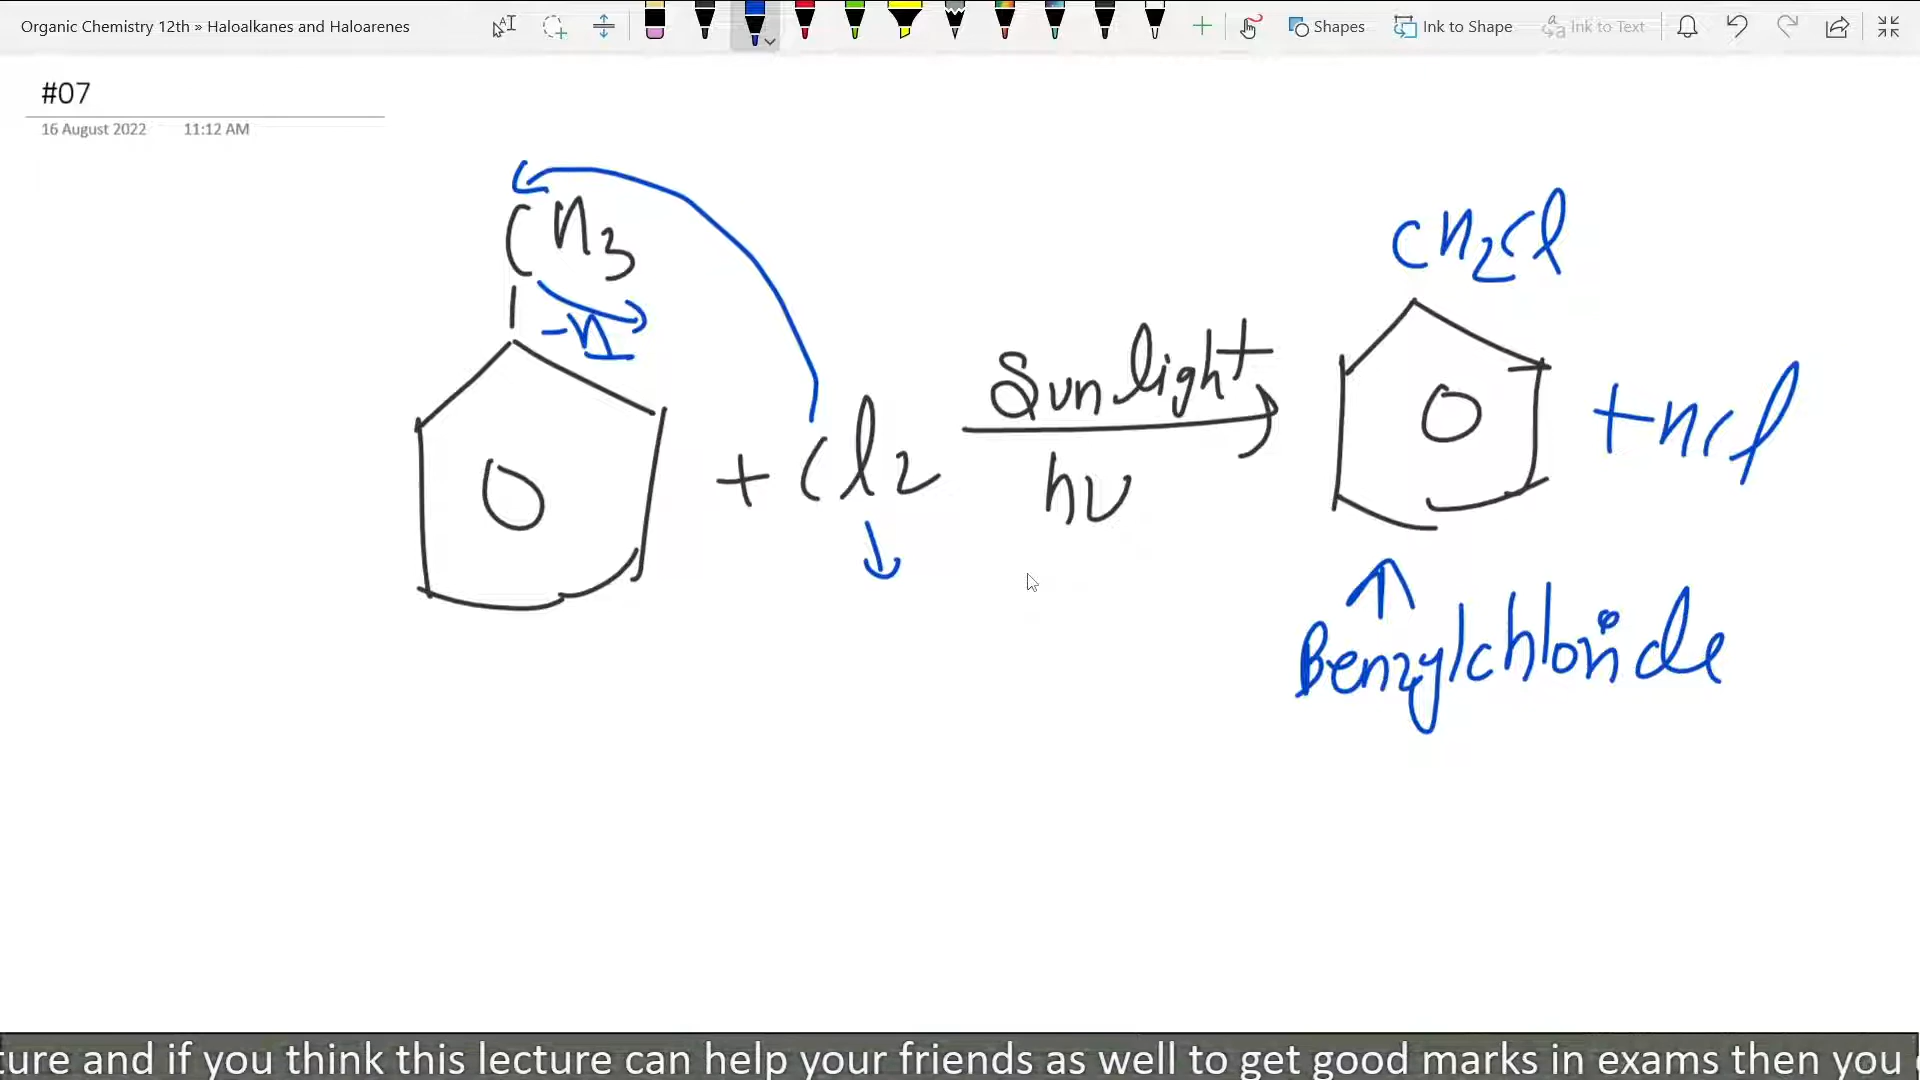 Organic Chemistry 12th » Haloalkanes and Haloarenes
Shapes
Ink to Shape
Ink to Text
#07
16 August 2022 11:12 AM
CH3
-H
+ Cl2
Sunlight
hν
CH2Cl
+HCl
Benzylchloride
ture and if you think this lecture can help your friends as well to get good marks in exams then you